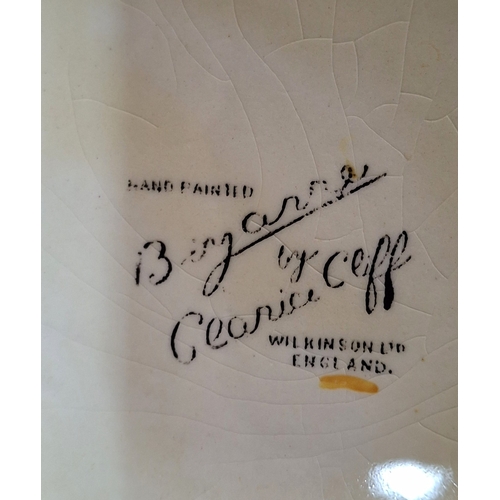 HAND PAINTED
Bizarre
by
Clarice Cliff
WILKINSON LTD
ENGLAND.